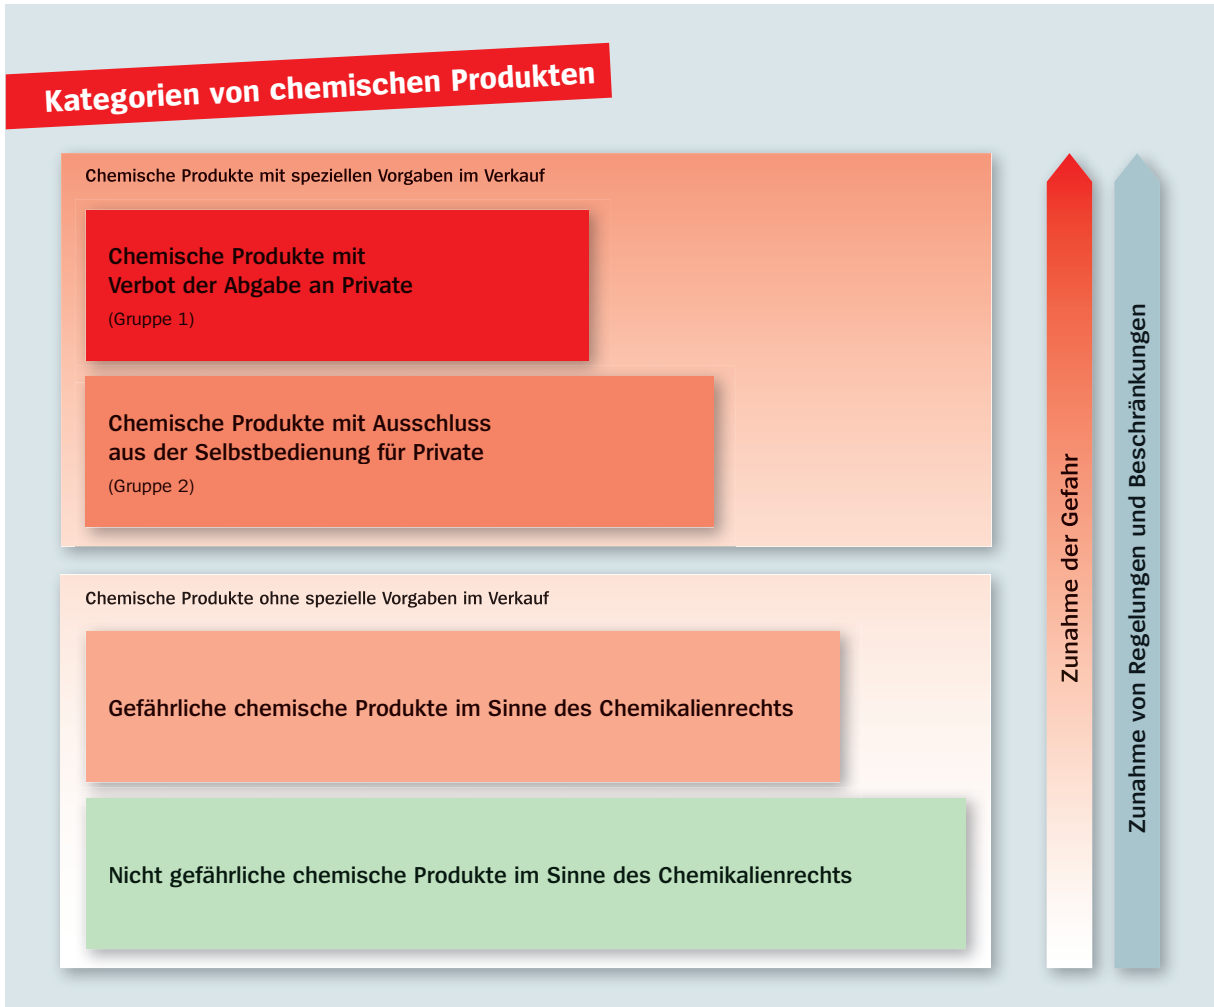 Kategorien von chemischen Produkten
Chemische Produkte mit speziellen Vorgaben im Verkauf
Chemische Produkte mit
Verbot der Abgabe an Private
(Gruppe 1)
Chemische Produkte mit Ausschluss
aus der Selbstbedienung für Private
(Gruppe 2)
Chemische Produkte ohne spezielle Vorgaben im Verkauf
Gefährliche chemische Produkte im Sinne des Chemikalienrechts
Nicht gefährliche chemische Produkte im Sinne des Chemikalienrechts
Zunahme der Gefahr
Zunahme von Regelungen und Beschränkungen